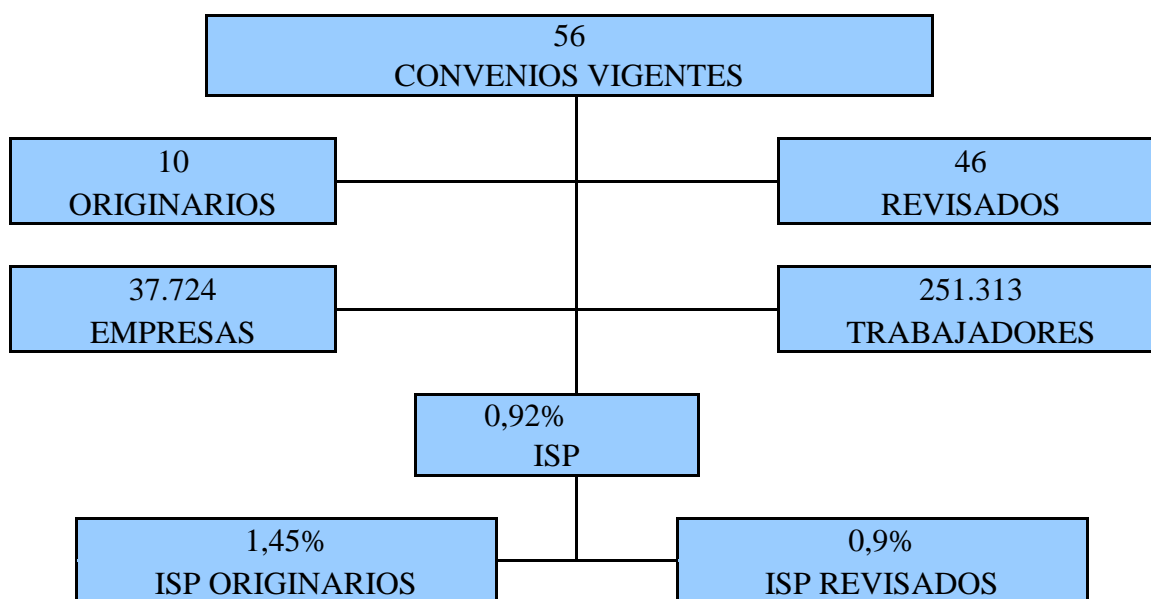 56
CONVENIOS VIGENTES
10
ORIGINARIOS
46
REVISADOS
37.724
EMPRESAS
251.313
TRABAJADORES
0,92%
ISP
1,45%
ISP ORIGINARIOS
0,9%
ISP REVISADOS